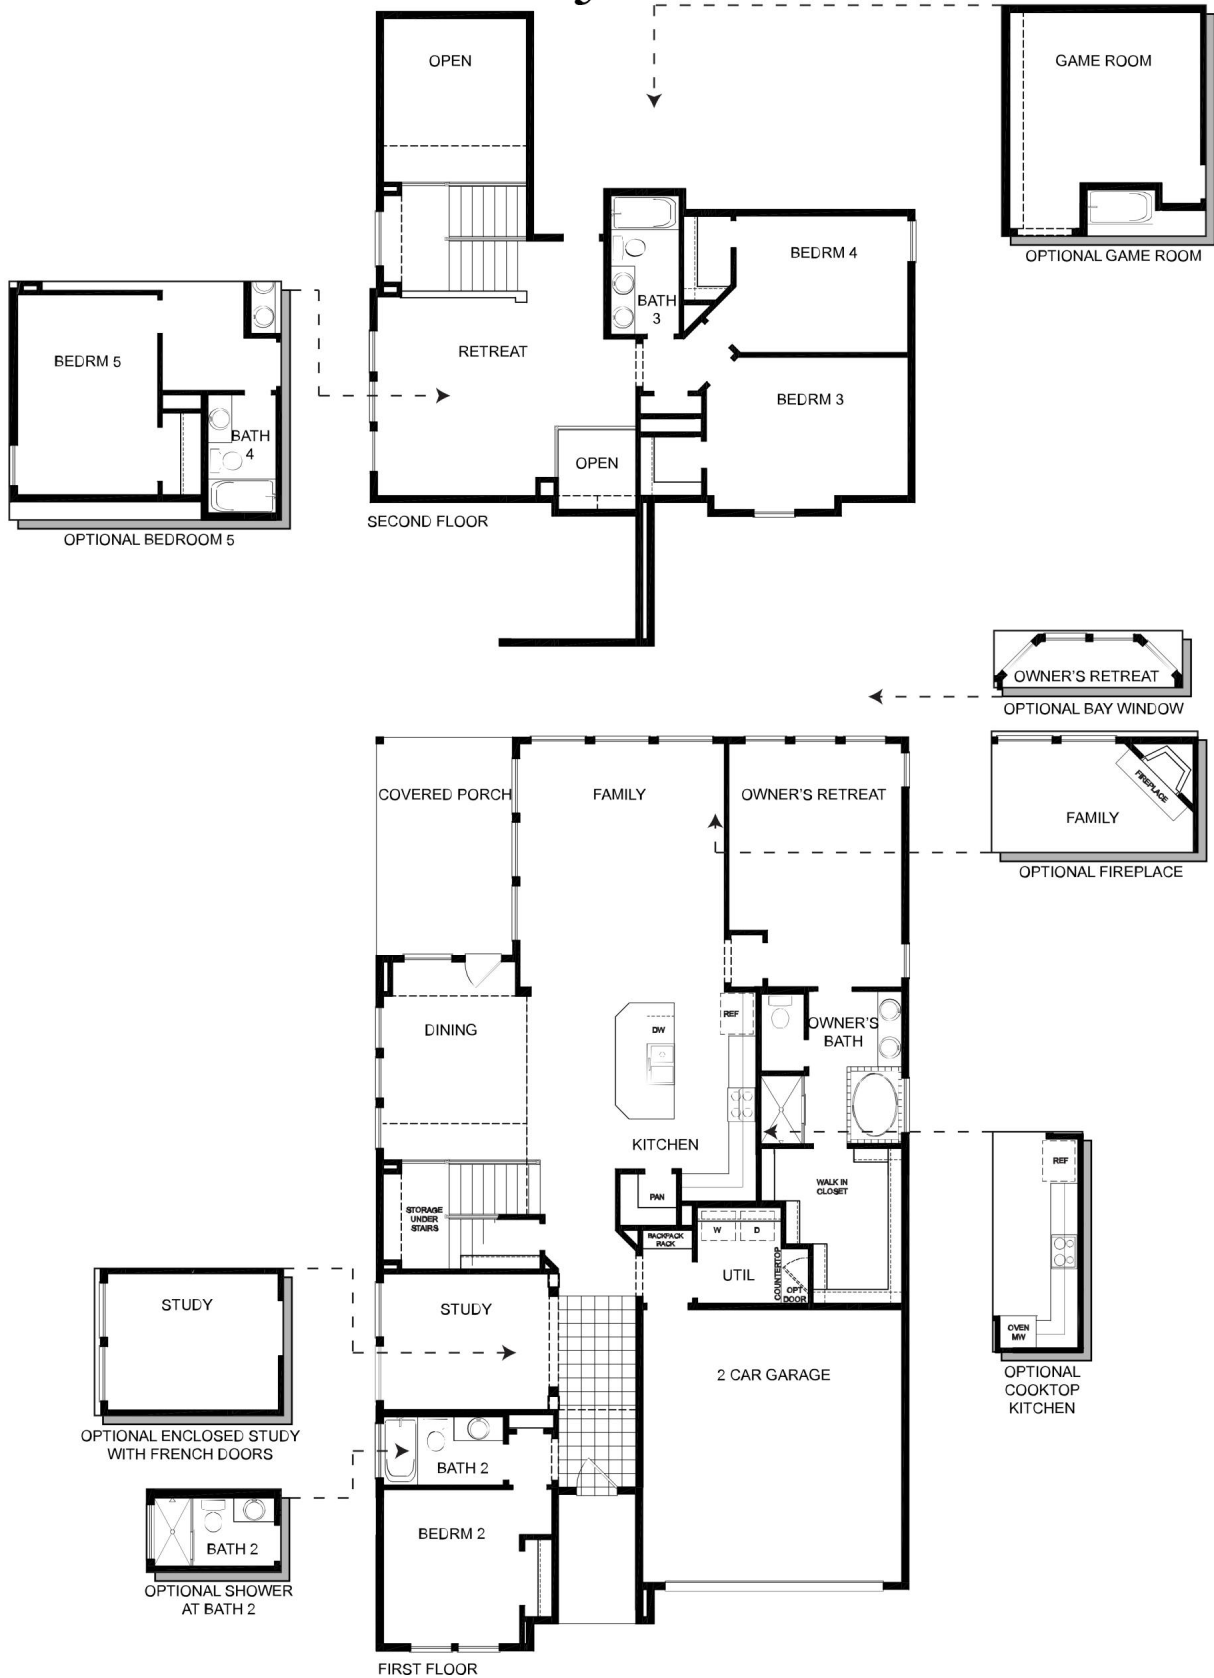 OPEN
GAME ROOM
OPTIONAL GAME ROOM
BEDRM 4
BATH
3
RETREAT
BEDRM 3
OPEN
SECOND FLOOR
BEDRM 5
BATH
4
OPTIONAL BEDROOM 5
OWNER'S RETREAT
OPTIONAL BAY WINDOW
FIREPLACE
FAMILY
OPTIONAL FIREPLACE
COVERED PORCH
FAMILY
OWNER'S RETREAT
DINING
DW
REF
OWNER'S
BATH
KITCHEN
PAN
WALK IN
CLOSET
STORAGE
UNDER
STAIRS
BACKPACK
RACK
W
D
UTIL
COUNTERTOP
OPT
DOOR
REF
OVEN
MW
OPTIONAL
COOKTOP
KITCHEN
STUDY
OPTIONAL ENCLOSED STUDY
WITH FRENCH DOORS
STUDY
2 CAR GARAGE
BATH 2
BEDRM 2
BATH 2
OPTIONAL SHOWER
AT BATH 2
FIRST FLOOR